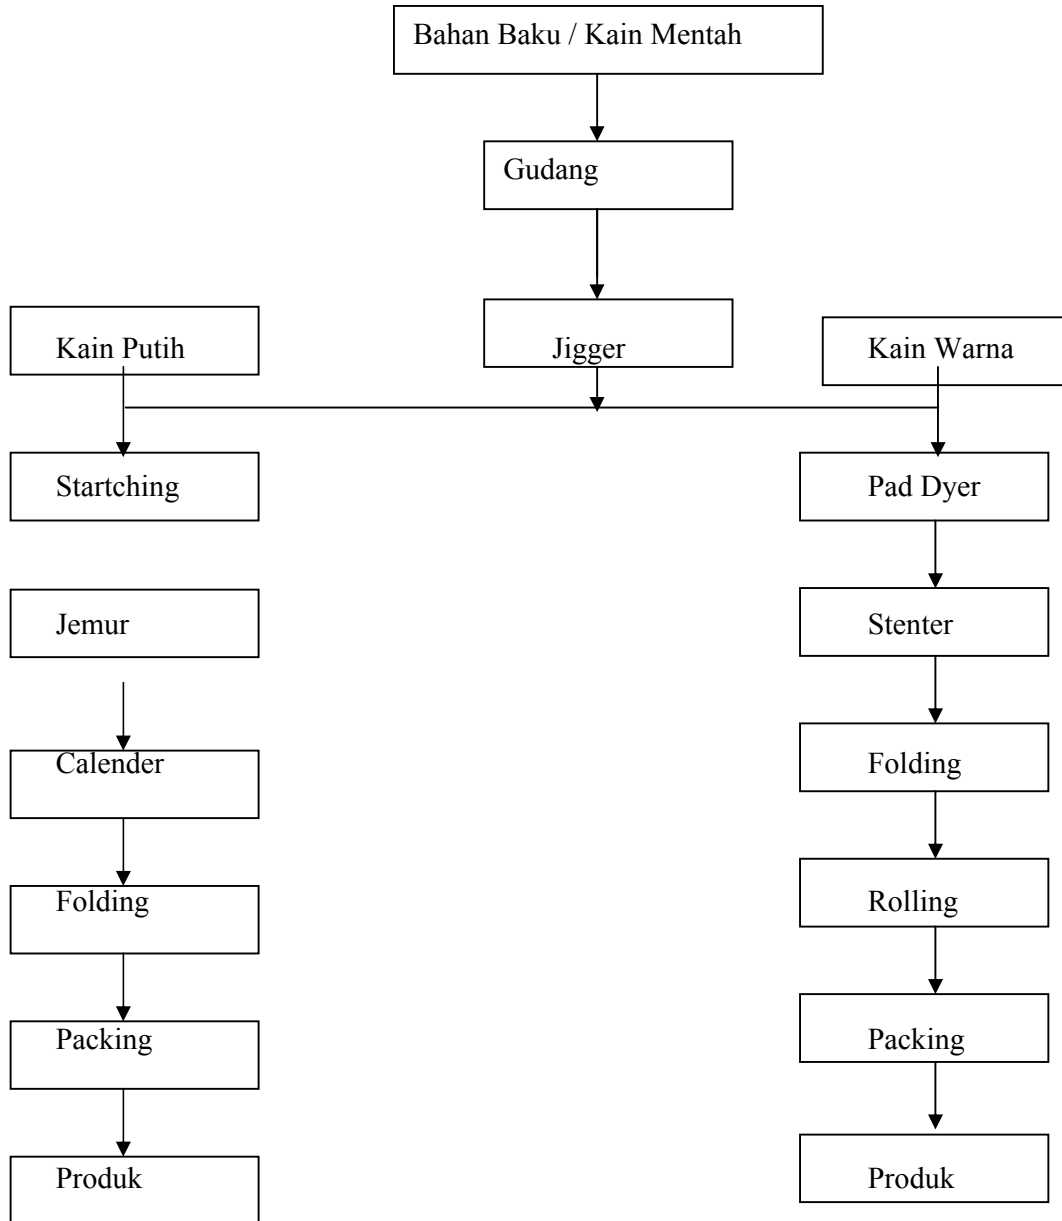 Bahan Baku / Kain Mentah
Gudang
Kain Putih
Jigger
Kain Warna
Startching
Pad Dyer
Jemur
Stenter
Calender
Folding
Folding
Rolling
Packing
Packing
Produk
Produk